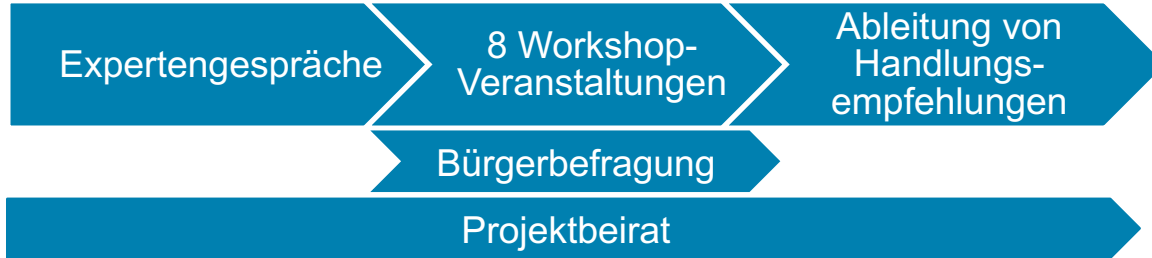 Expertengespräche
8 Workshop-
Veranstaltungen
Ableitung von
Handlungs-
empfehlungen
Bürgerbefragung
Projektbeirat